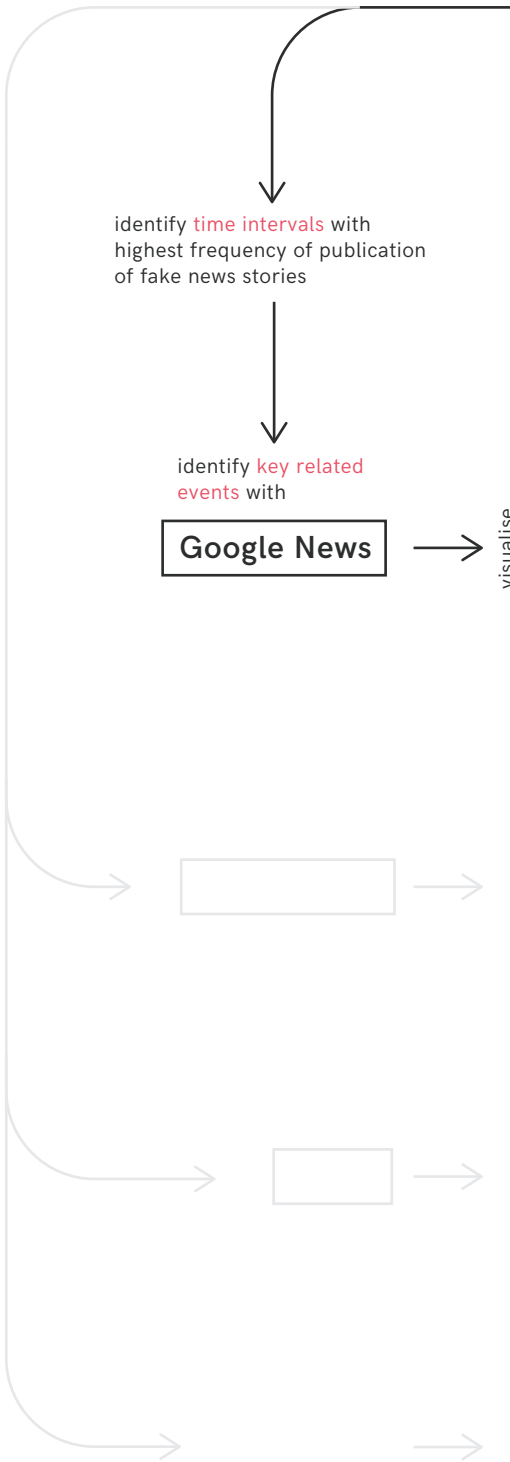 identify time intervals with
highest frequency of publication
of fake news stories
identify key related
events with
Google News
visualise